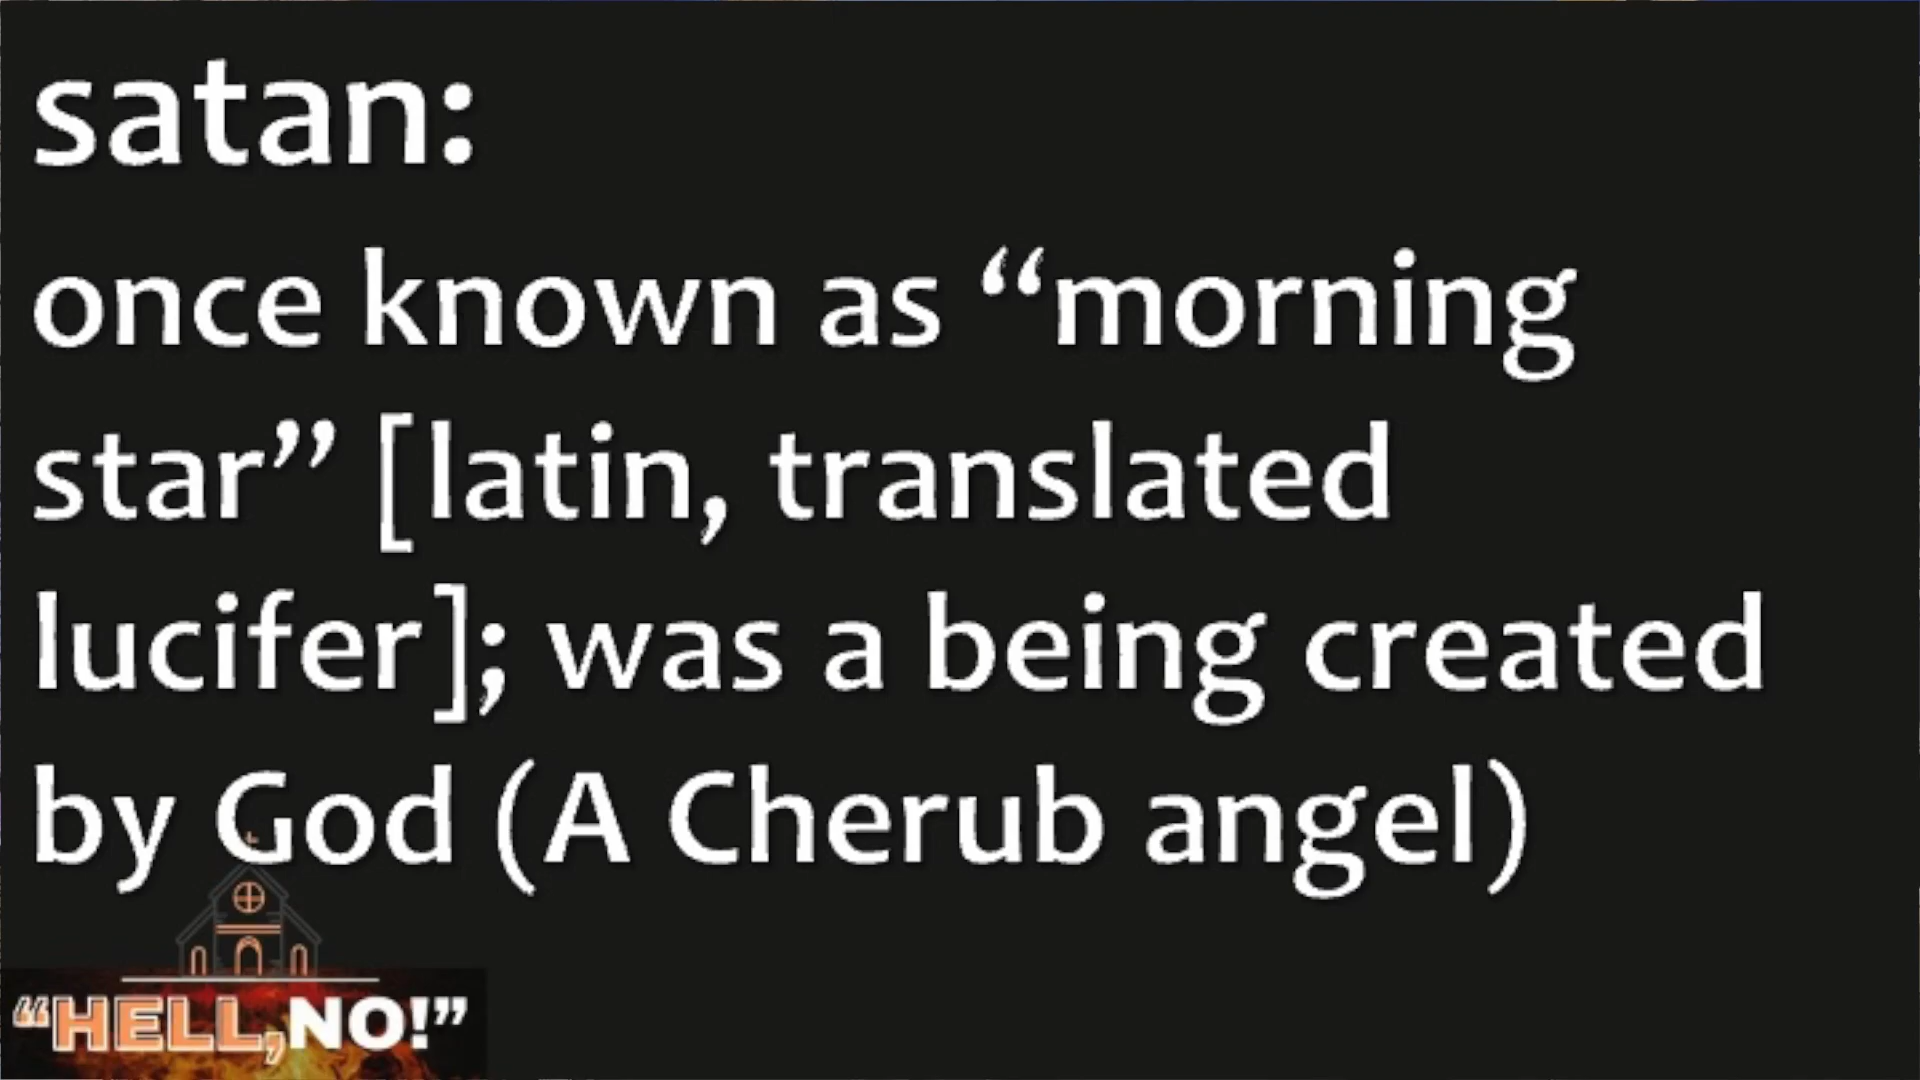 satan:
once known as “morning
star” [latin, translated
lucifer]; was a being created
by God (A Cherub angel)
“HELL,NO!”